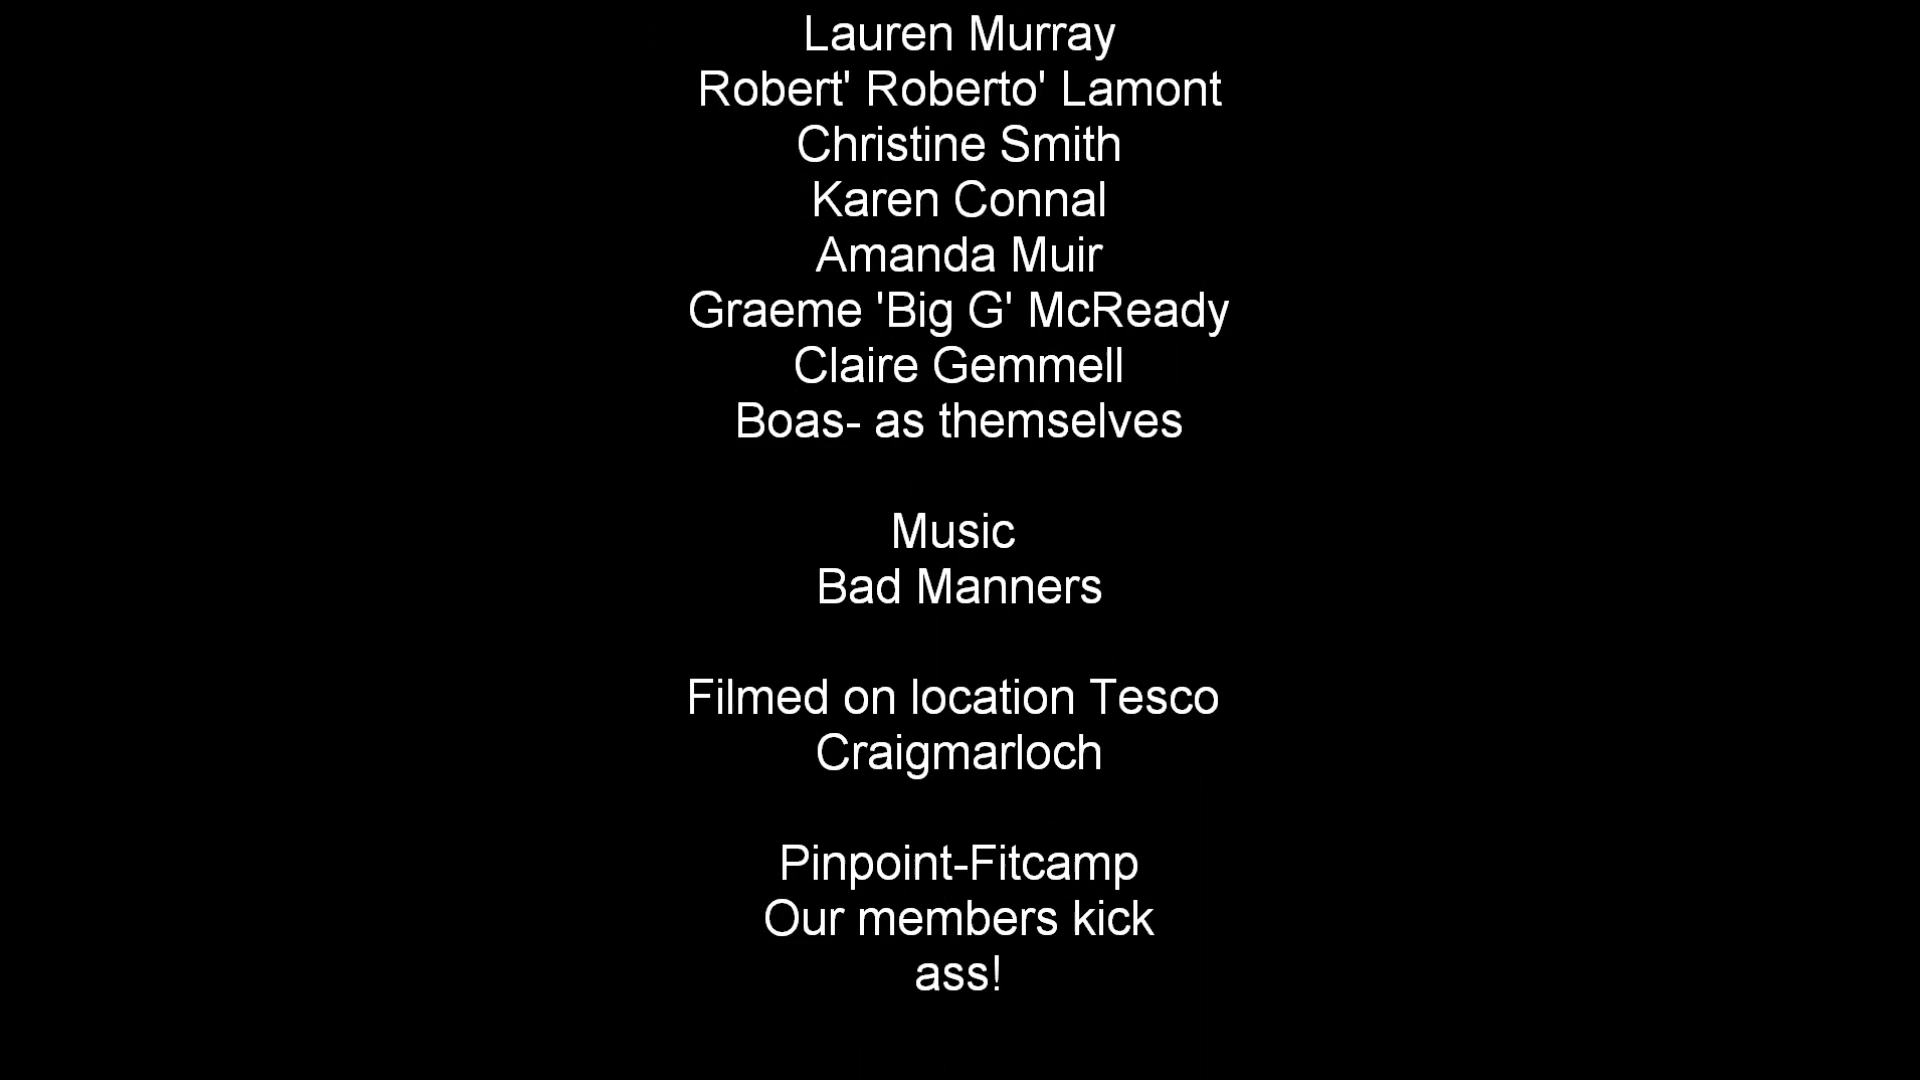 Lauren Murray
Robert' Roberto' Lamont
Christine Smith
Karen Connal
Amanda Muir
Graeme 'Big G' McReady
Claire Gemmell
Boas- as themselves
Music
Bad Manners
Filmed on location Tesco
Craigmarloch
Pinpoint-Fitcamp
Our members kick
ass!